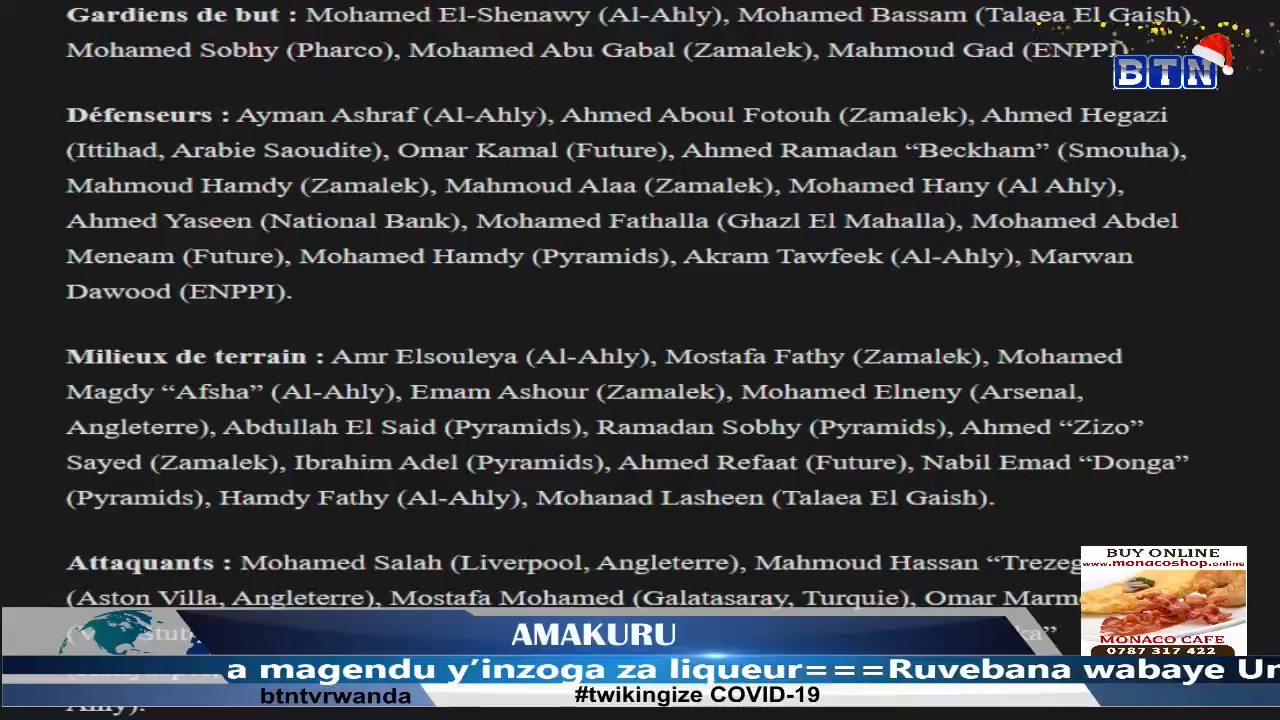 Gardiens de but : Mohamed El-Shenawy (Al-Ahly), Mohamed Bassam (Talaea El Gaish),
Mohamed Sobhy (Pharco), Mohamed Abu Gabal (Zamalek), Mahmoud Gad (ENPPI).
BTN
Défenseurs : Ayman Ashraf (Al-Ahly), Ahmed Aboul Fotouh (Zamalek), Ahmed Hegazi
(Ittihad, Arabie Saoudite), Omar Kamal (Future), Ahmed Ramadan “Beckham” (Smouha),
Mahmoud Hamdy (Zamalek), Mahmoud Alaa (Zamalek), Mohamed Hany (Al Ahly),
Ahmed Yaseen (National Bank), Mohamed Fathalla (Ghazl El Mahalla), Mohamed Abdel
Meneam (Future), Mohamed Hamdy (Pyramids), Akram Tawfeek (Al-Ahly), Marwan
Dawood (ENPPI).
Milieux de terrain : Amr Elsouleya (Al-Ahly), Mostafa Fathy (Zamalek), Mohamed
Magdy “Afsha” (Al-Ahly), Emam Ashour (Zamalek), Mohamed Elneny (Arsenal,
Angleterre), Abdullah El Said (Pyramids), Ramadan Sobhy (Pyramids), Ahmed “Zizo”
Sayed (Zamalek), Ibrahim Adel (Pyramids), Ahmed Refaat (Future), Nabil Emad “Donga”
(Pyramids), Hamdy Fathy (Al-Ahly), Mohanad Lasheen (Talaea El Gaish).
Attaquants : Mohamed Salah (Liverpool, Angleterre), Mahmoud Hassan “Trezeg
(Aston Villa, Angleterre), Mostafa Mohamed (Galatasaray, Turquie), Omar Marm
BUY ONLINE
www.monacoshop.online
MONACO CAFE
0787 317 422
AMAKURU
a magendu y’inzoga za liqueur===Ruvebana wabaye Ur
btntvrwanda
#twikingize COVID-19